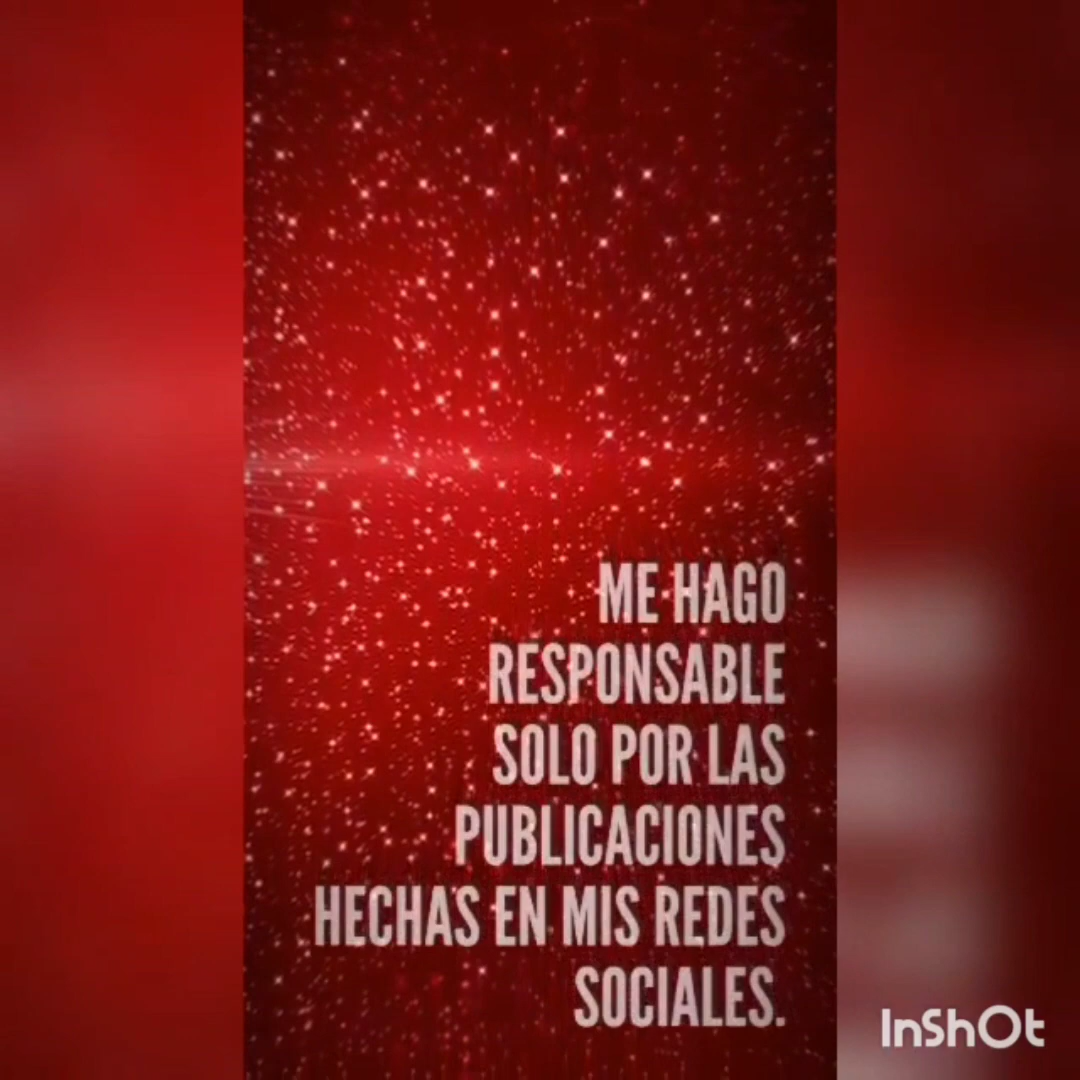 ME HAGO
RESPONSABLE
SOLO POR LAS
PUBLICACIONES
HECHAS EN MIS REDES
SOCIALES.
InShOt